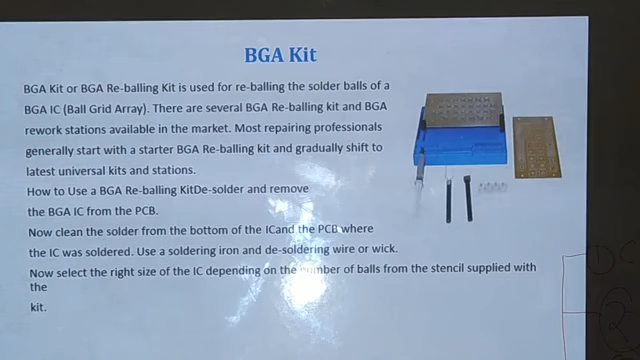 BGA Kit
BGA Kit or BGA Re-balling Kit is used for re-balling the solder balls of a
BGA IC (Ball Grid Array). There are several BGA Re-balling kit and BGA
rework stations available in the market. Most repairing professionals
generally start with a starter BGA Re-balling kit and gradually shift to
latest universal kits and stations.
How to Use a BGA Re-balling KitDe-solder and remove
the BGA IC from the PCB.
Now clean the solder from the bottom of the ICand the PCB where
the IC was soldered. Use a soldering iron and de-soldering wire or wick.
Now select the right size of the IC depending on the number of balls from the stencil supplied with
the
kit.